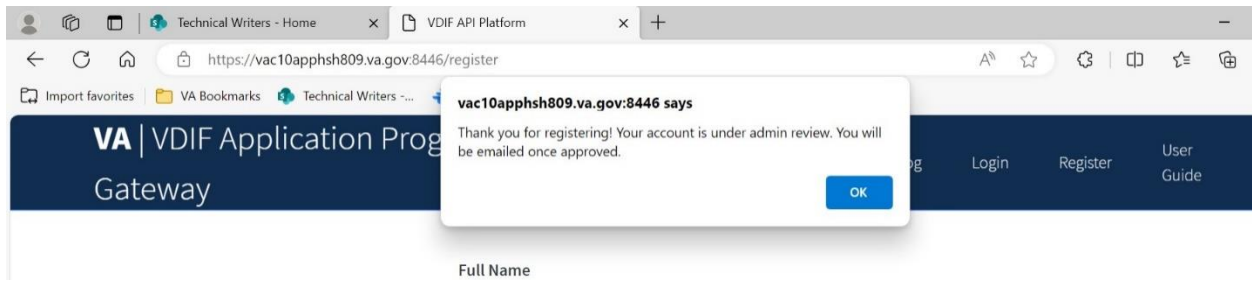 Technical Writers - Home
VDIF API Platform
https://vac10apphsh809.va.gov:8446/register
Import favorites
VA Bookmarks
Technical Writers -...
vac10apphsh809.va.gov:8446 says
Thank you for registering! Your account is under admin review. You will
be emailed once approved.
OK
VA | VDIF Application Prog
Gateway
og
Login
Register
User
Guide
Full Name